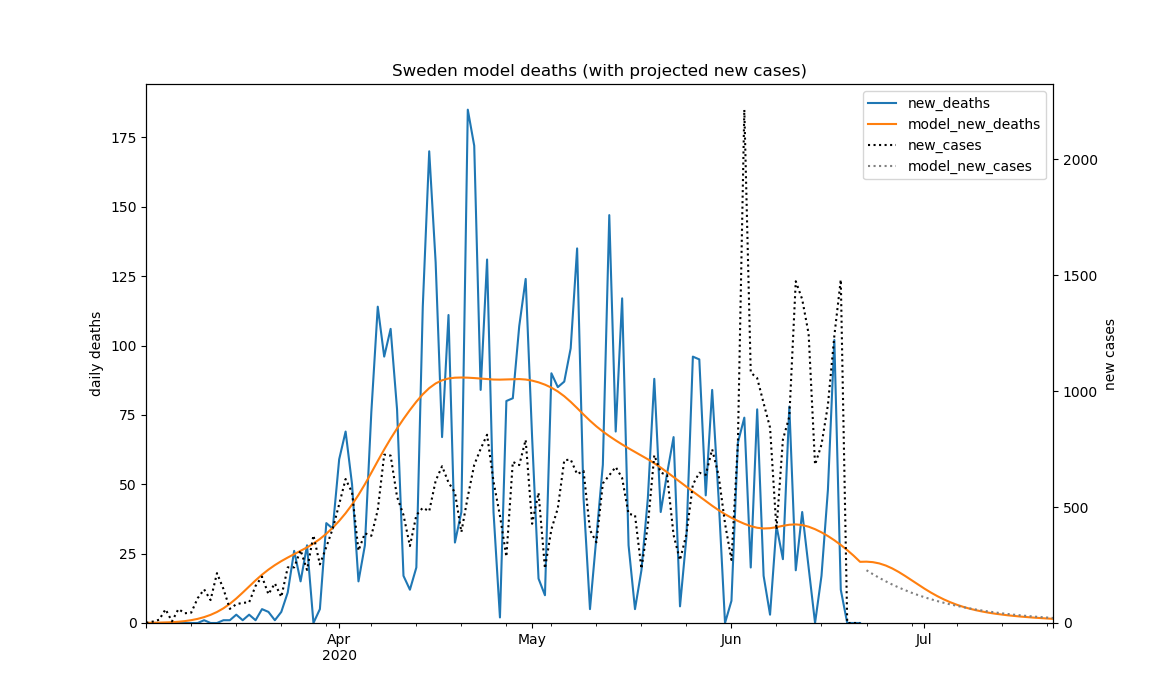 Sweden model deaths (with projected new cases)
new_deaths
model_new_deaths
new_cases
model_new_cases
175
150
125
100
75
50
25
0
daily deaths
2000
1500
1000
500
0
new cases
Apr
2020
May
Jun
Jul